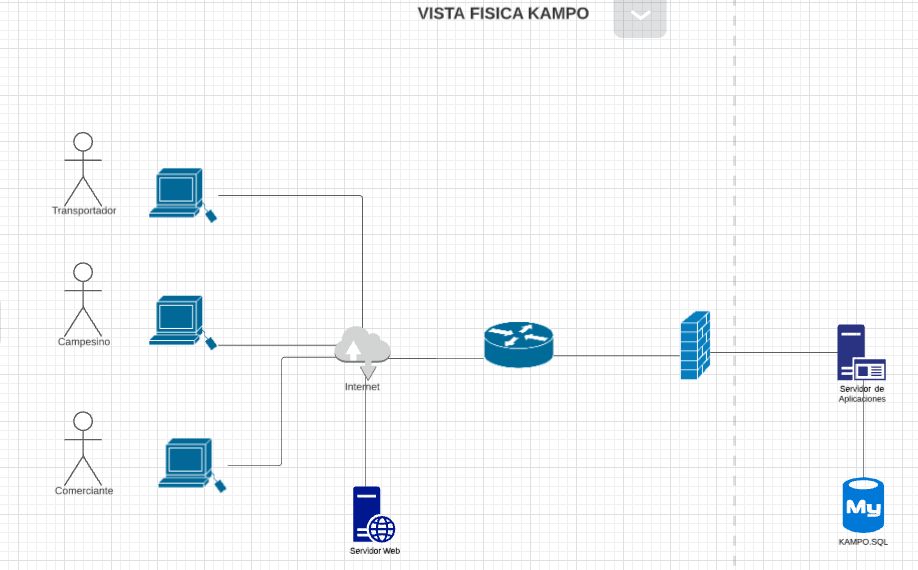 VISTA FISICA KAMPO
Transportador
Campesino
Internet
Servidor de
Aplicaciones
Comerciante
My
KAMPO.SQL
Servidor Web